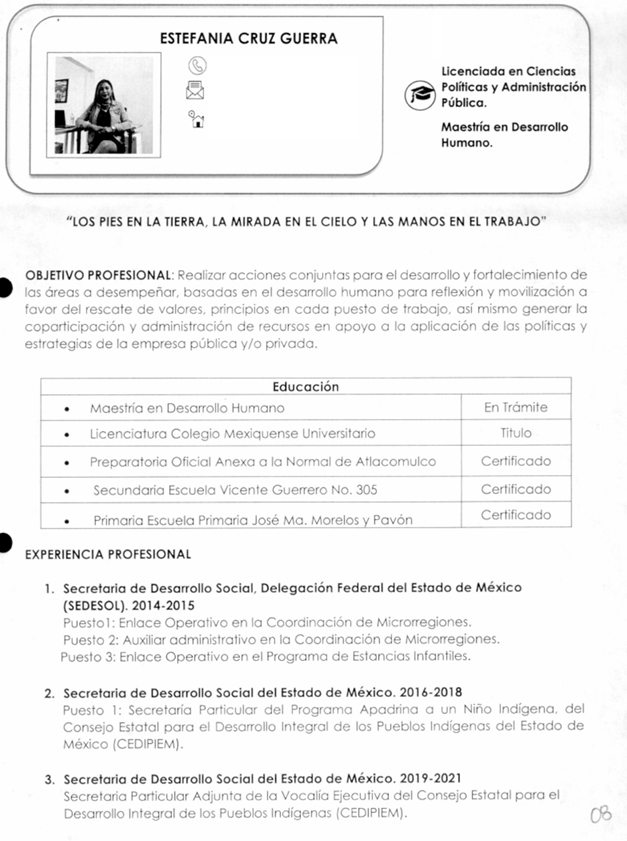 ESTEFANIA CRUZ GUERRA
Licenciada en Ciencias
Políticas y Administración
Pública.
Maestría en Desarrollo
Humano.
"LOS PIES EN LA TIERRA, LA MIRADA EN EL CIELO Y LAS MANOS EN EL TRABAJO"
OBJETIVO PROFESIONAL: Realizar acciones conjuntas para el desarrollo y fortalecimiento de
las áreas a desempeñar, basadas en el desarrollo humano para reflexión y movilización a
favor del rescate de valores, principios en cada puesto de trabajo, así mismo generar la
coparticipación y administración de recursos en apoyo a la aplicación de las políticas y
estrategias de la empresa pública y/o privada.
Educación
• Maestría en Desarrollo Humano En Trámite
• Licenciatura Colegio Mexiquense Universitario Titulo
• Preparatoria Oficial Anexa a la Normal de Atlacomulco Certificado
• Secundaria Escuela Vicente Guerrero No. 305 Certificado
• Primaria Escuela Primaria José Ma. Morelos y Pavón Certificado
EXPERIENCIA PROFESIONAL
1. Secretaria de Desarrollo Social, Delegación Federal del Estado de México
(SEDESOL). 2014-2015
Puesto1: Enlace Operativo en la Coordinación de Microrregiones.
Puesto 2: Auxiliar administrativo en la Coordinación de Microrregiones.
Puesto 3: Enlace Operativo en el Programa de Estancias Infantiles.
2. Secretaria de Desarrollo Social del Estado de México. 2016-2018
Puesto 1: Secretaría Particular del Programa Apadrina a un Niño Indígena, del
Consejo Estatal para el Desarrollo Integral de los Pueblos Indígenas del Estado de
México (CEDIPIEM).
3. Secretaria de Desarrollo Social del Estado de México. 2019-2021
Secretaria Particular Adjunta de la Vocalía Ejecutiva del Consejo Estatal para el
Desarrollo Integral de los Pueblos Indígenas (CEDIPIEM).
08